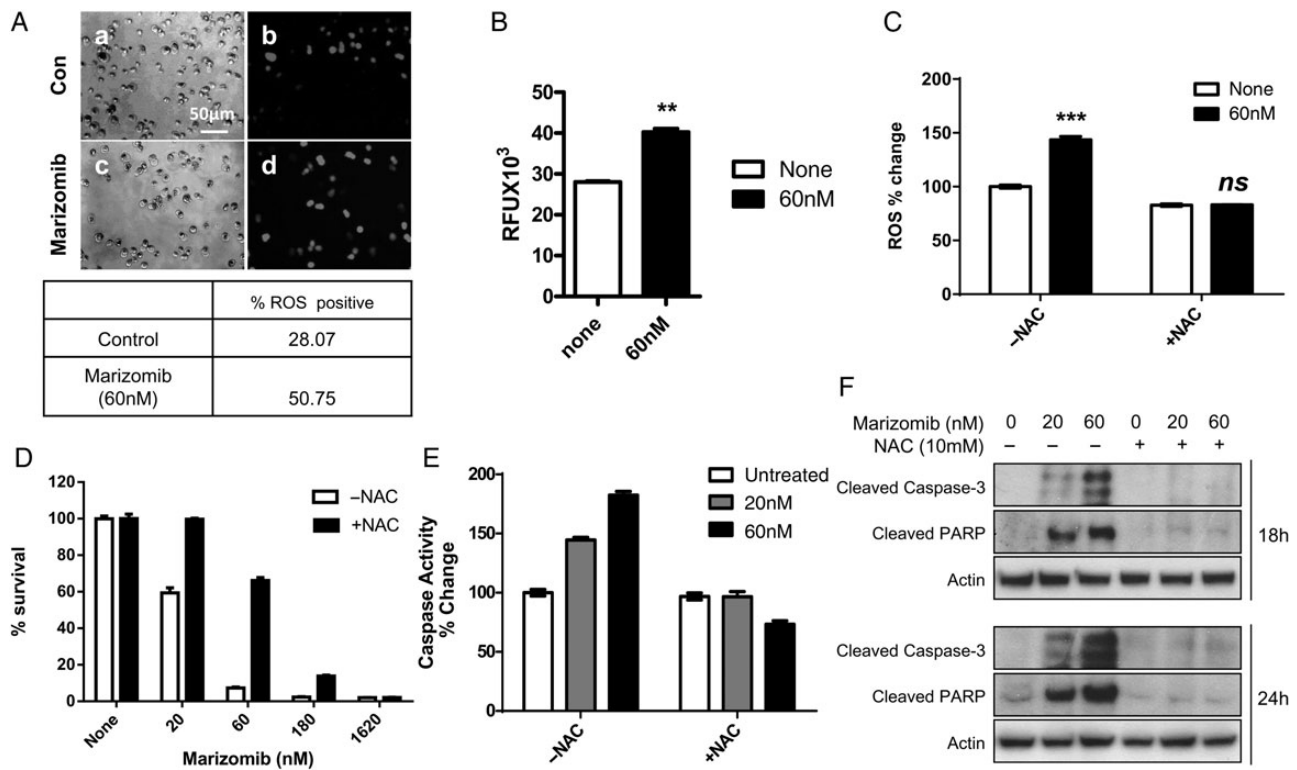 A
Con
a
b
50μm
Marizomib
c
d
% ROS positive
Control
28.07
Marizomib
(60nM)
50.75
B
RFUX10³
50
40
30
20
10
0
**
none
60nM
None
60nM
C
ROS % change
200
150
100
50
0
***
ns
–NAC
+NAC
None
60nM
D
% survival
120
100
80
60
40
20
0
–NAC
+NAC
None
20
60
180
1620
Marizomib (nM)
E
Caspase Activity
% Change
200
150
100
50
0
Untreated
20nM
60nM
–NAC
+NAC
F
Marizomib (nM) 0 20 60 0 20 60
NAC (10mM) – – – + + +
Cleaved Caspase-3
Cleaved PARP
Actin
18h
Cleaved Caspase-3
Cleaved PARP
Actin
24h